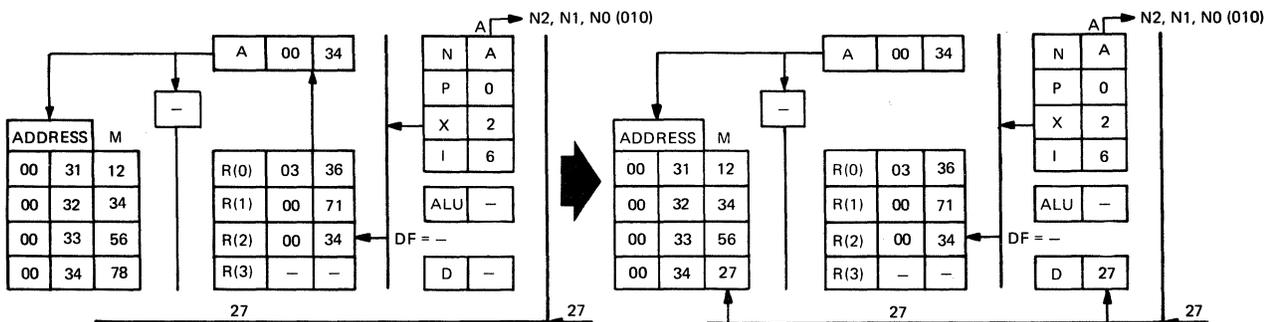 A N2, N1, N0 (010)
A 00 34
N A
P 0
X 2
I 6
–
ADDRESS M
00 31 12
00 32 34
00 33 56
00 34 78
R(0) 03 36
R(1) 00 71
R(2) 00 34
R(3) – –
ALU –
DF = –
D –
27
27
A N2, N1, N0 (010)
A 00 34
N A
P 0
X 2
I 6
–
ADDRESS M
00 31 12
00 32 34
00 33 56
00 34 27
R(0) 03 36
R(1) 00 71
R(2) 00 34
R(3) – –
ALU –
DF = –
D 27
27
27